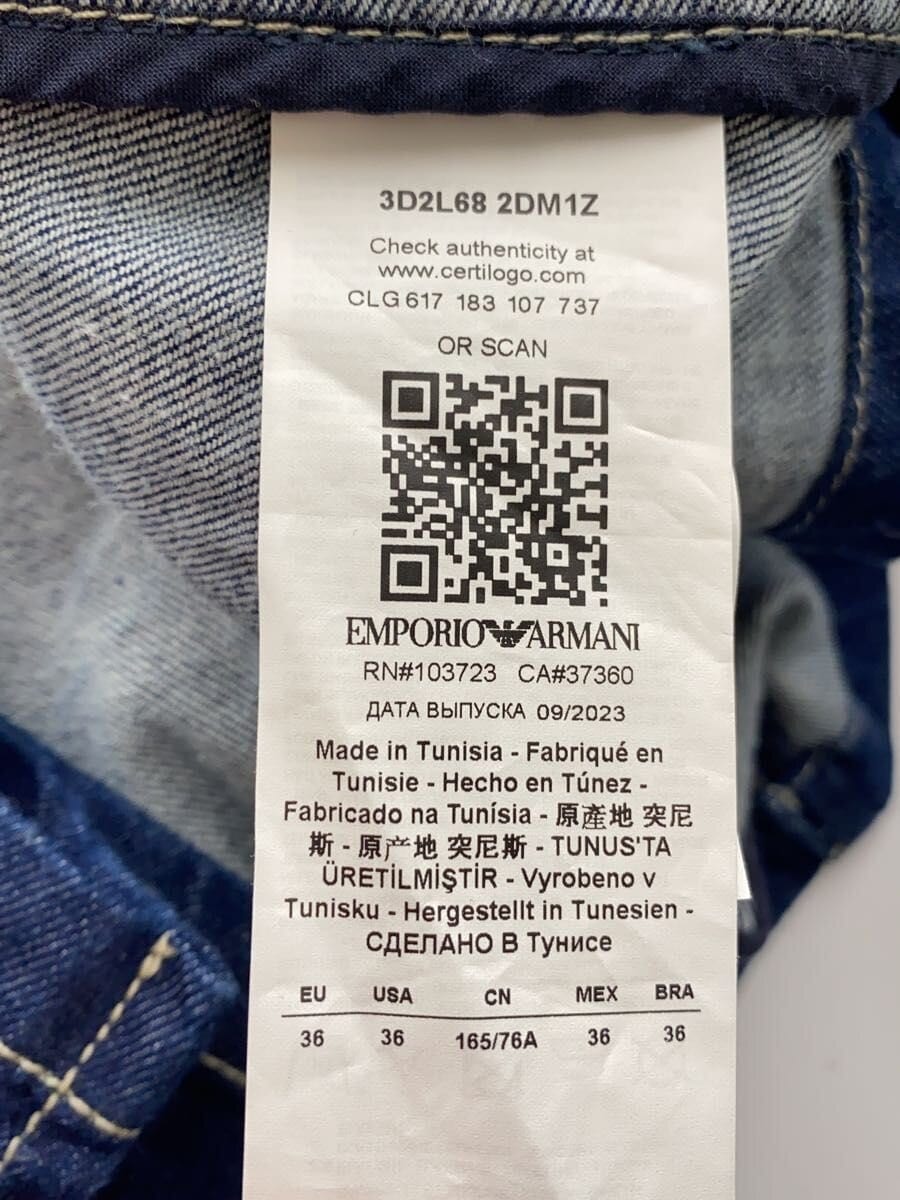 3D2L68 2DM1Z
Check authenticity at
www.certilogo.com
CLG 617 183 107 737
OR SCAN
EMPORIO ARMANI
RN#103723 CA#37360
ДАТА ВЫПУСКА 09/2023
Made in Tunisia - Fabriqué en
Tunisie - Hecho en Túnez -
Fabricado na Tunísia - 原產地 突尼
斯 - 原产地 突尼斯 - TUNUS'TA
ÜRETİLMİŞTİR - Vyrobeno v
Tunisku - Hergestellt in Tunesien -
СДЕЛАНО В Тунисе
EU USA CN MEX BRA
36 36 165/76A 36 36